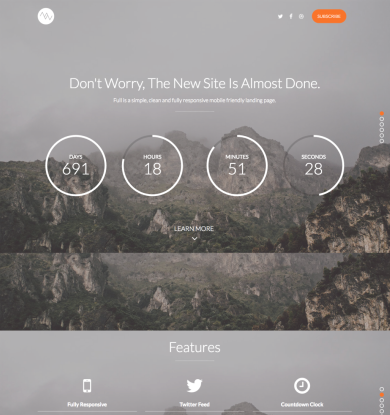 SUBSCRIBE
Don't Worry, The New Site Is Almost Done.
Full is a simple, clean and fully responsive mobile friendly landing page.
DAYS HOURS MINUTES SECONDS
691 18 51 28
LEARN MORE
Features
Fully Responsive Twitter Feed Countdown Clock